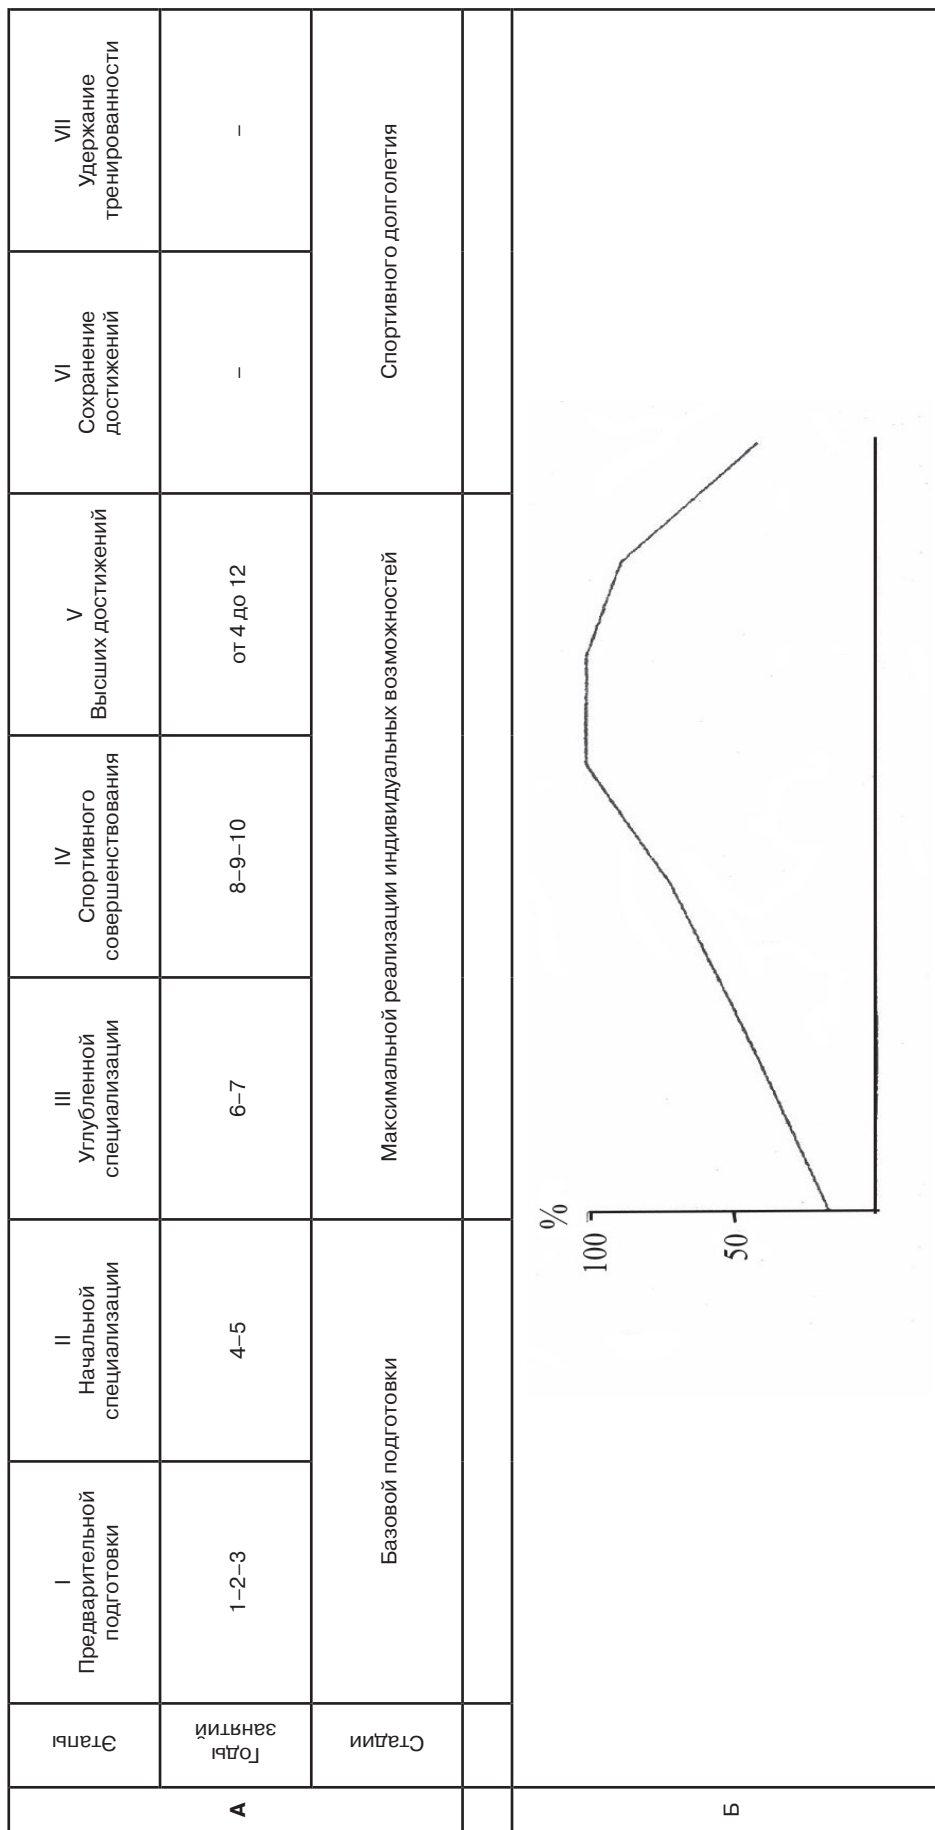 А
Этапы
I
Предварительной
подготовки
II
Начальной
специализации
III
Углубленной
специализации
IV
Спортивного
совершенствования
V
Высших достижений
VI
Сохранение
достижений
VII
Удержание
тренированности
Годы
занятий
1–2–3
4–5
6–7
8–9–10
от 4 до 12
–
–
Стадии
Базовой подготовки
Максимальной реализации индивидуальных возможностей
Спортивного долголетия
Б
%
100
50